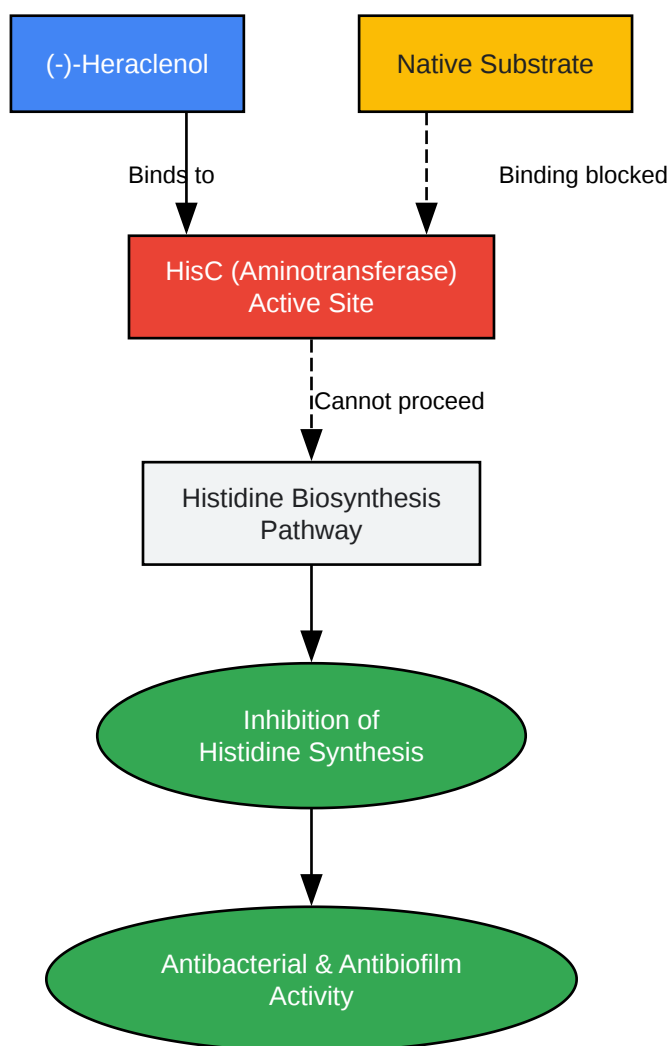 (-)-Heraclenol
Native Substrate
Binds to
Binding blocked
HisC (Aminotransferase)
Active Site
Cannot proceed
Histidine Biosynthesis
Pathway
Inhibition of
Histidine Synthesis
Antibacterial & Antibiofilm
Activity